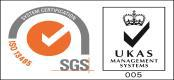 SYSTEM CERTIFICATION
ISO 13485
SGS
UKAS
MANAGEMENT
SYSTEMS
005